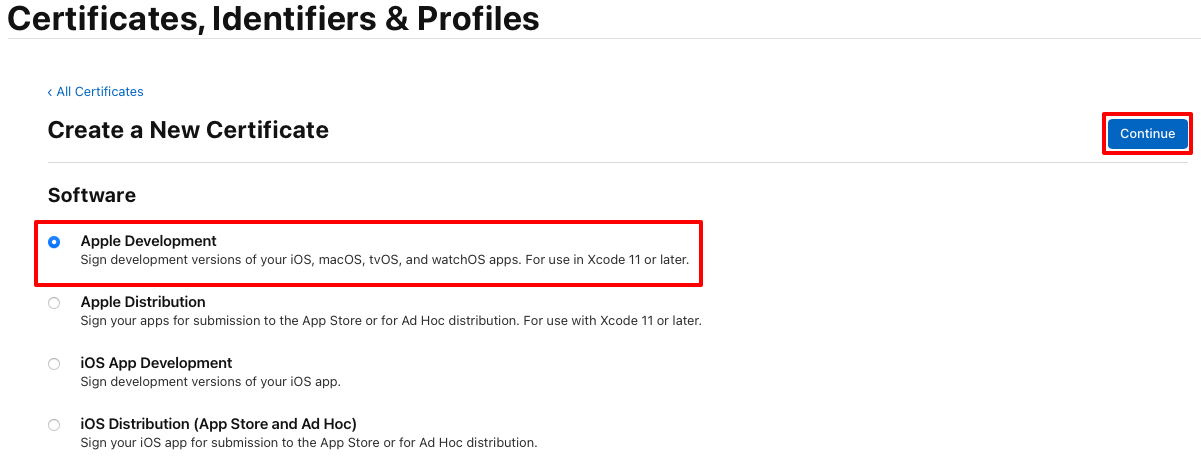 Certificates, Identifiers & Profiles
‹ All Certificates
Create a New Certificate
Continue
Software
Apple Development
Sign development versions of your iOS, macOS, tvOS, and watchOS apps. For use in Xcode 11 or later.
Apple Distribution
Sign your apps for submission to the App Store or for Ad Hoc distribution. For use with Xcode 11 or later.
iOS App Development
Sign development versions of your iOS app.
iOS Distribution (App Store and Ad Hoc)
Sign your iOS app for submission to the App Store or for Ad Hoc distribution.